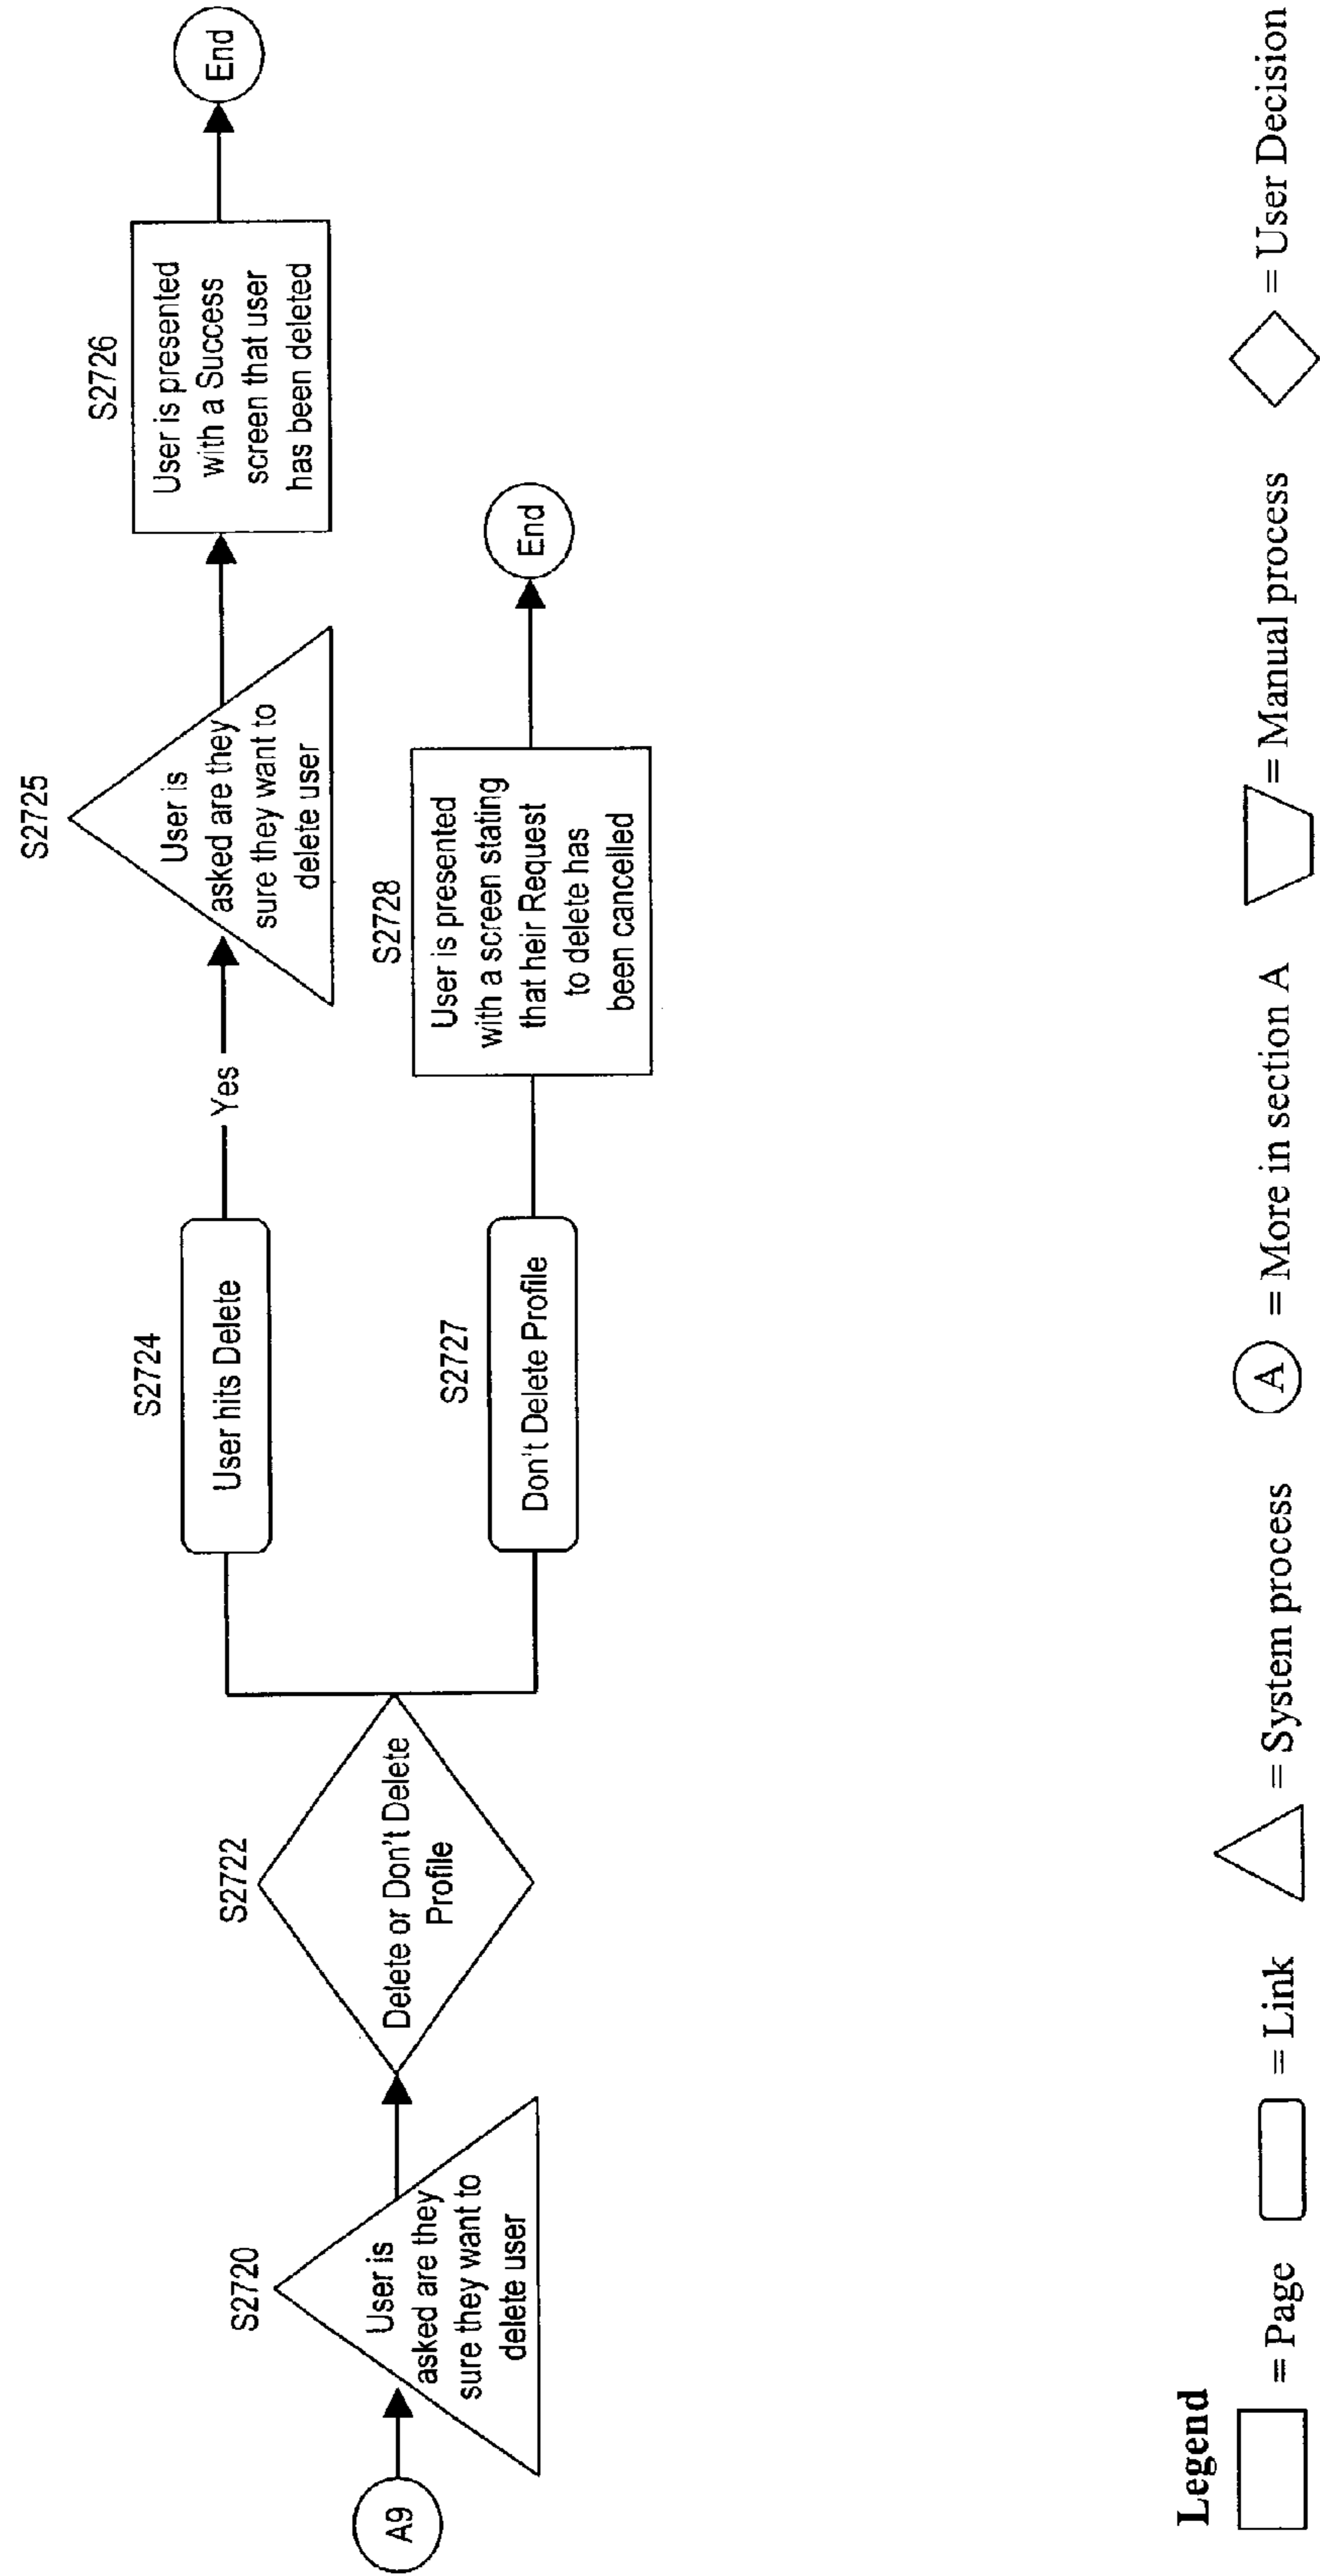 A9
S2720
User is
asked are they
sure they want to
delete user
S2722
Delete or Don't Delete
Profile
S2724
User hits Delete
Yes
S2725
User is
asked are they
sure they want to
delete user
S2726
User is presented
with a Success
screen that user
has been deleted
End
S2727
Don't Delete Profile
S2728
User is presented
with a screen stating
that heir Request
to delete has
been cancelled
End
Legend
= Page
= Link
= System process
A = More in section A
= Manual process
= User Decision